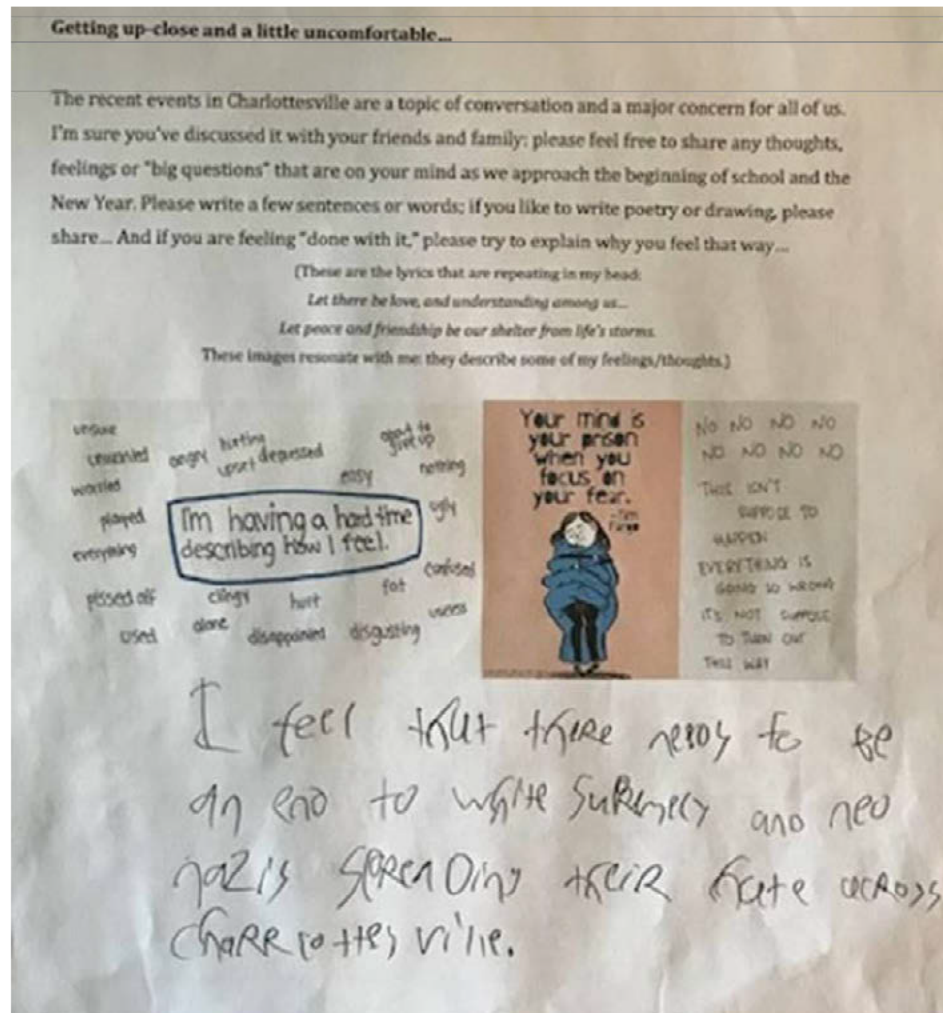 Getting up-close and a little uncomfortable...
The recent events in Charlottesville are a topic of conversation and a major concern for all of us.
I'm sure you've discussed it with your friends and family; please feel free to share any thoughts,
feelings or "big questions" that are on your mind as we approach the beginning of school and the
New Year. Please write a few sentences or words; if you like to write poetry or drawing, please
share... And if you are feeling "done with it," please try to explain why you feel that way...
(These are the lyrics that are repeating in my head:
Let there be love, and understanding among us...
Let peace and friendship be our shelter from life's storms.
These images resonate with me: they describe some of my feelings/thoughts.)
unsure
unwanted angry hurting upset depressed good to give up
worried easy nothing
played I'm having a hard time ugly
everything describing how I feel. confused
pissed off clingy hurt fat useless
used alone disappointed disgusting
Your mind is
your prison
when you
focus on
your fear.
NO NO NO NO
NO NO NO NO
THIS ISN'T
SUPPOSE TO
HAPPEN
EVERYTHING IS
GOING SO WRONG
IT'S NOT SUPPOSE
TO TURN OUT
THIS WAY
I feel that there needs to be
an end to white and neo
nazis spreading their hate across
charrlottesville.